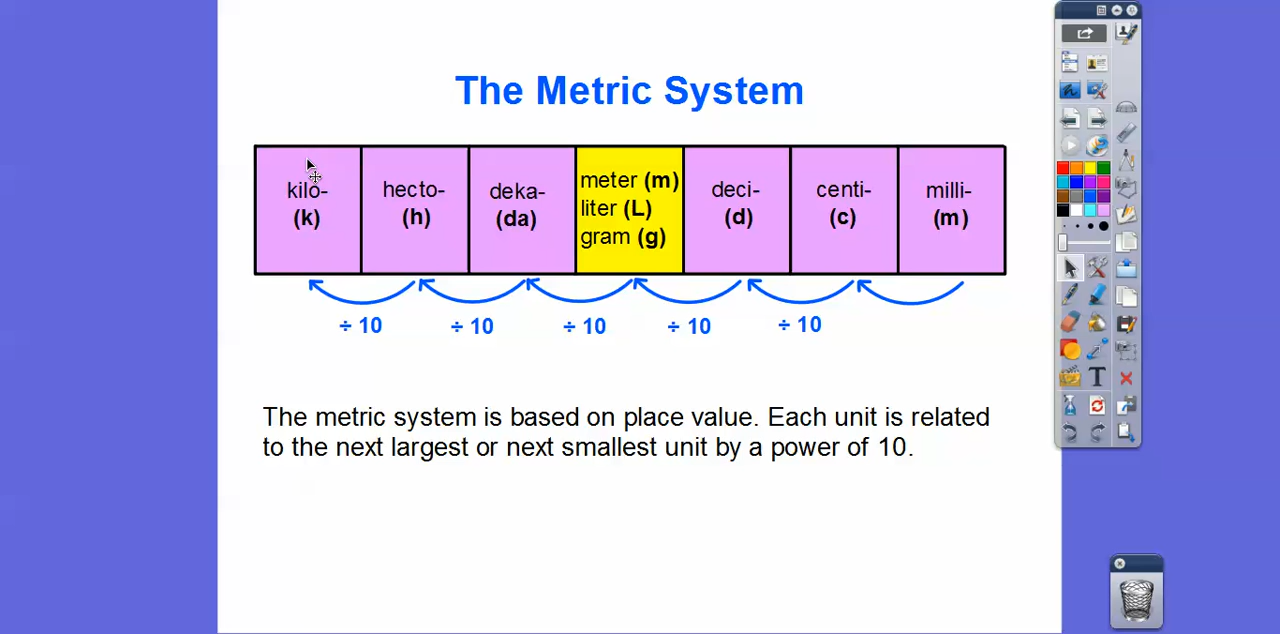 The Metric System
kilo- hecto- deka- meter (m) deci- centi- milli-
(k) (h) (da) liter (L) (d) (c) (m)
gram (g)
÷ 10 ÷ 10 ÷ 10 ÷ 10 ÷ 10
The metric system is based on place value. Each unit is related
to the next largest or next smallest unit by a power of 10.